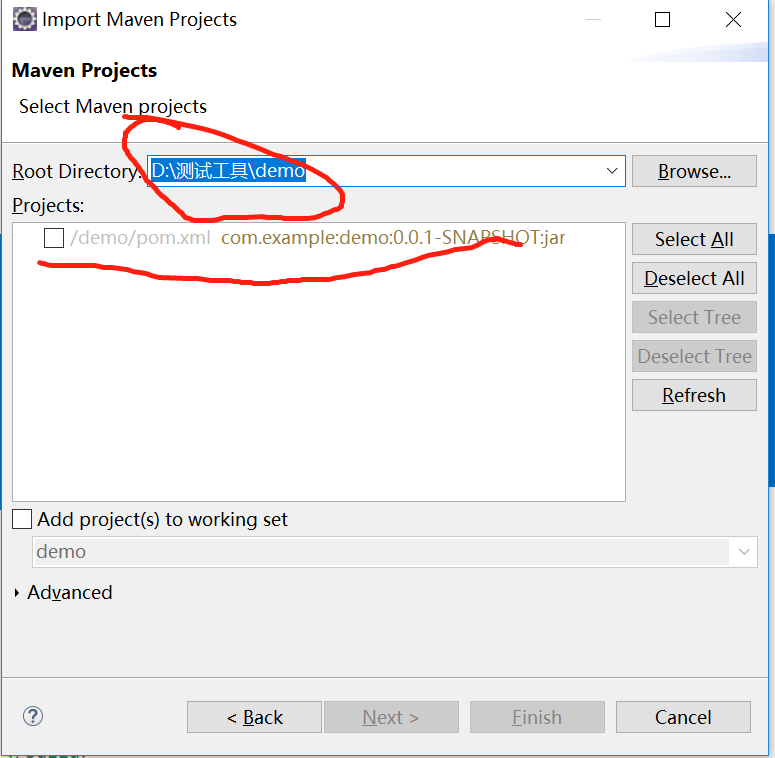 Import Maven Projects
Maven Projects
Select Maven projects
Root Directory: D:\测试工具\demo Browse...
Projects:
/demo/pom.xml com.example:demo:0.0.1-SNAPSHOT:jar
Select All
Deselect All
Select Tree
Deselect Tree
Refresh
Add project(s) to working set
demo
Advanced
< Back Next > Finish Cancel